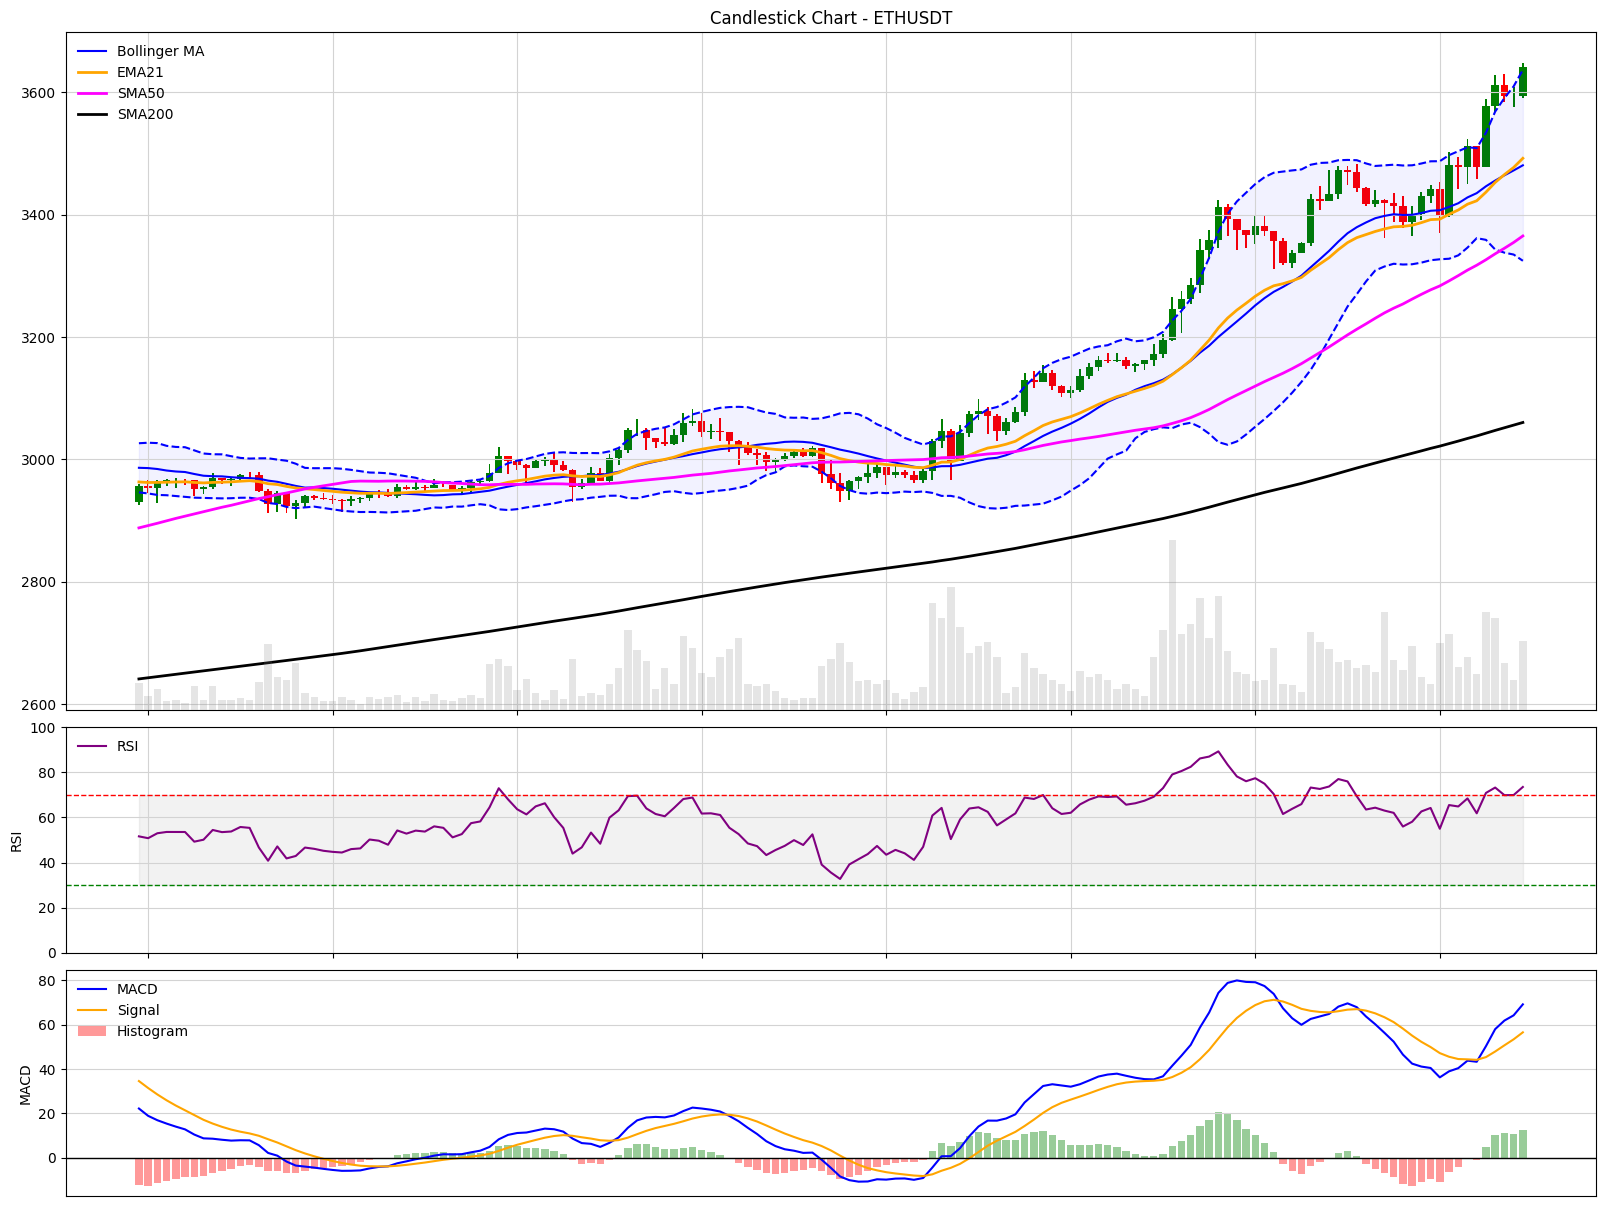 Candlestick Chart - ETHUSDT
Bollinger MA
EMA21
SMA50
SMA200
3600
3400
3200
3000
2800
2600
RSI
100
80
60
40
20
0
RSI
MACD
Signal
Histogram
80
60
40
20
0
MACD